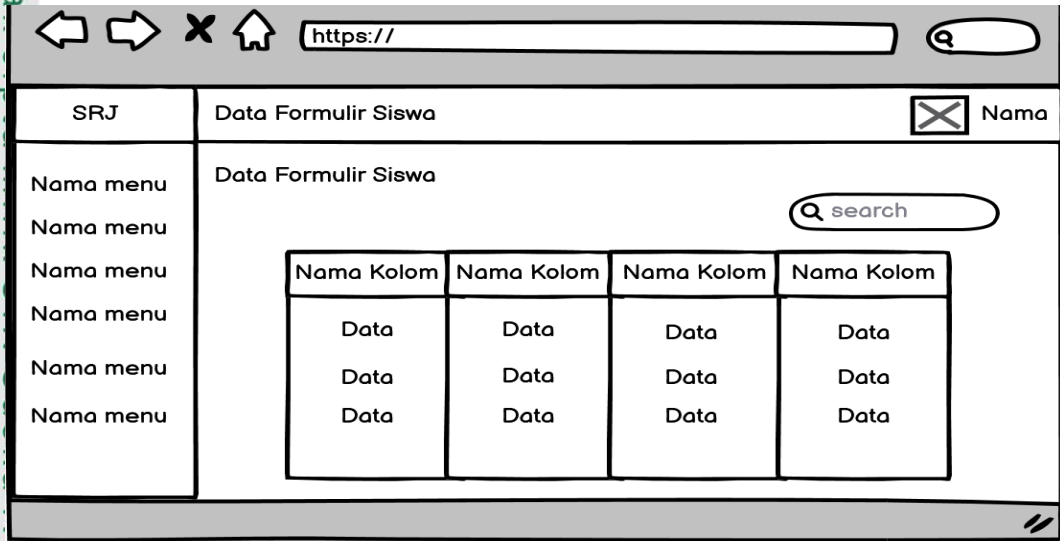 https://
SRJ
Data Formulir Siswa
Nama
Nama menu
Nama menu
Nama menu
Nama menu
Nama menu
Nama menu
Data Formulir Siswa
search
Nama Kolom Nama Kolom Nama Kolom Nama Kolom
Data Data Data Data
Data Data Data Data
Data Data Data Data